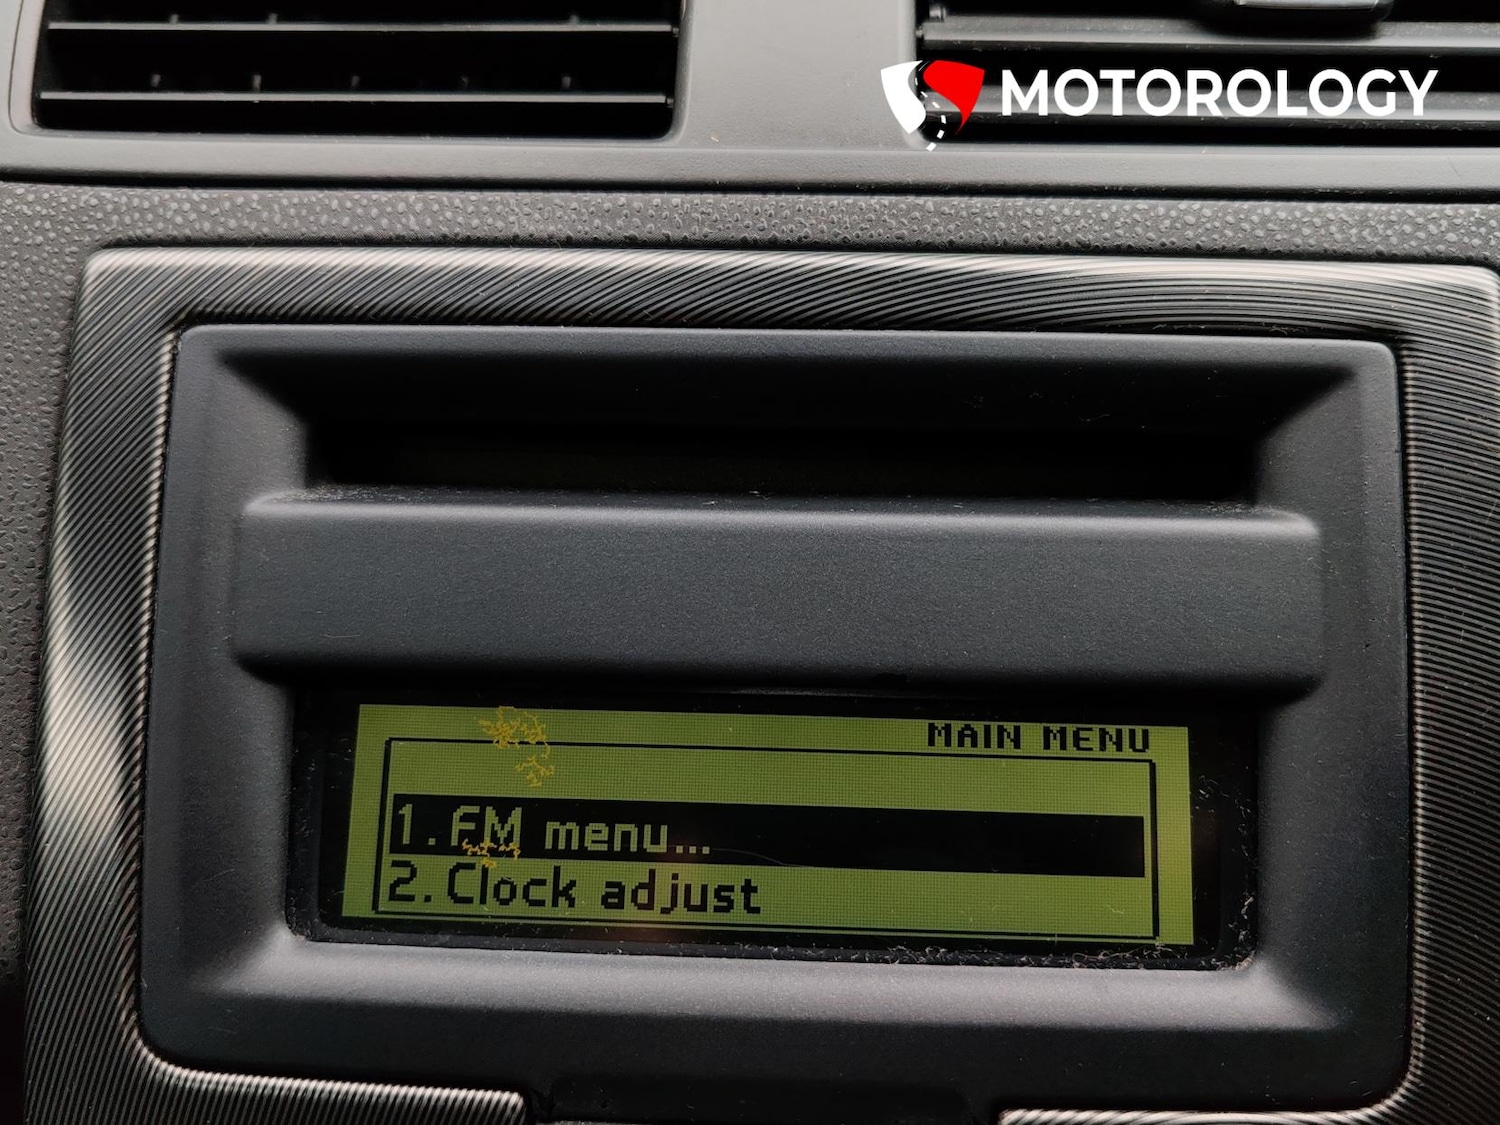 MOTOROLOGY
MAIN MENU
1. FM menu...
2. Clock adjust